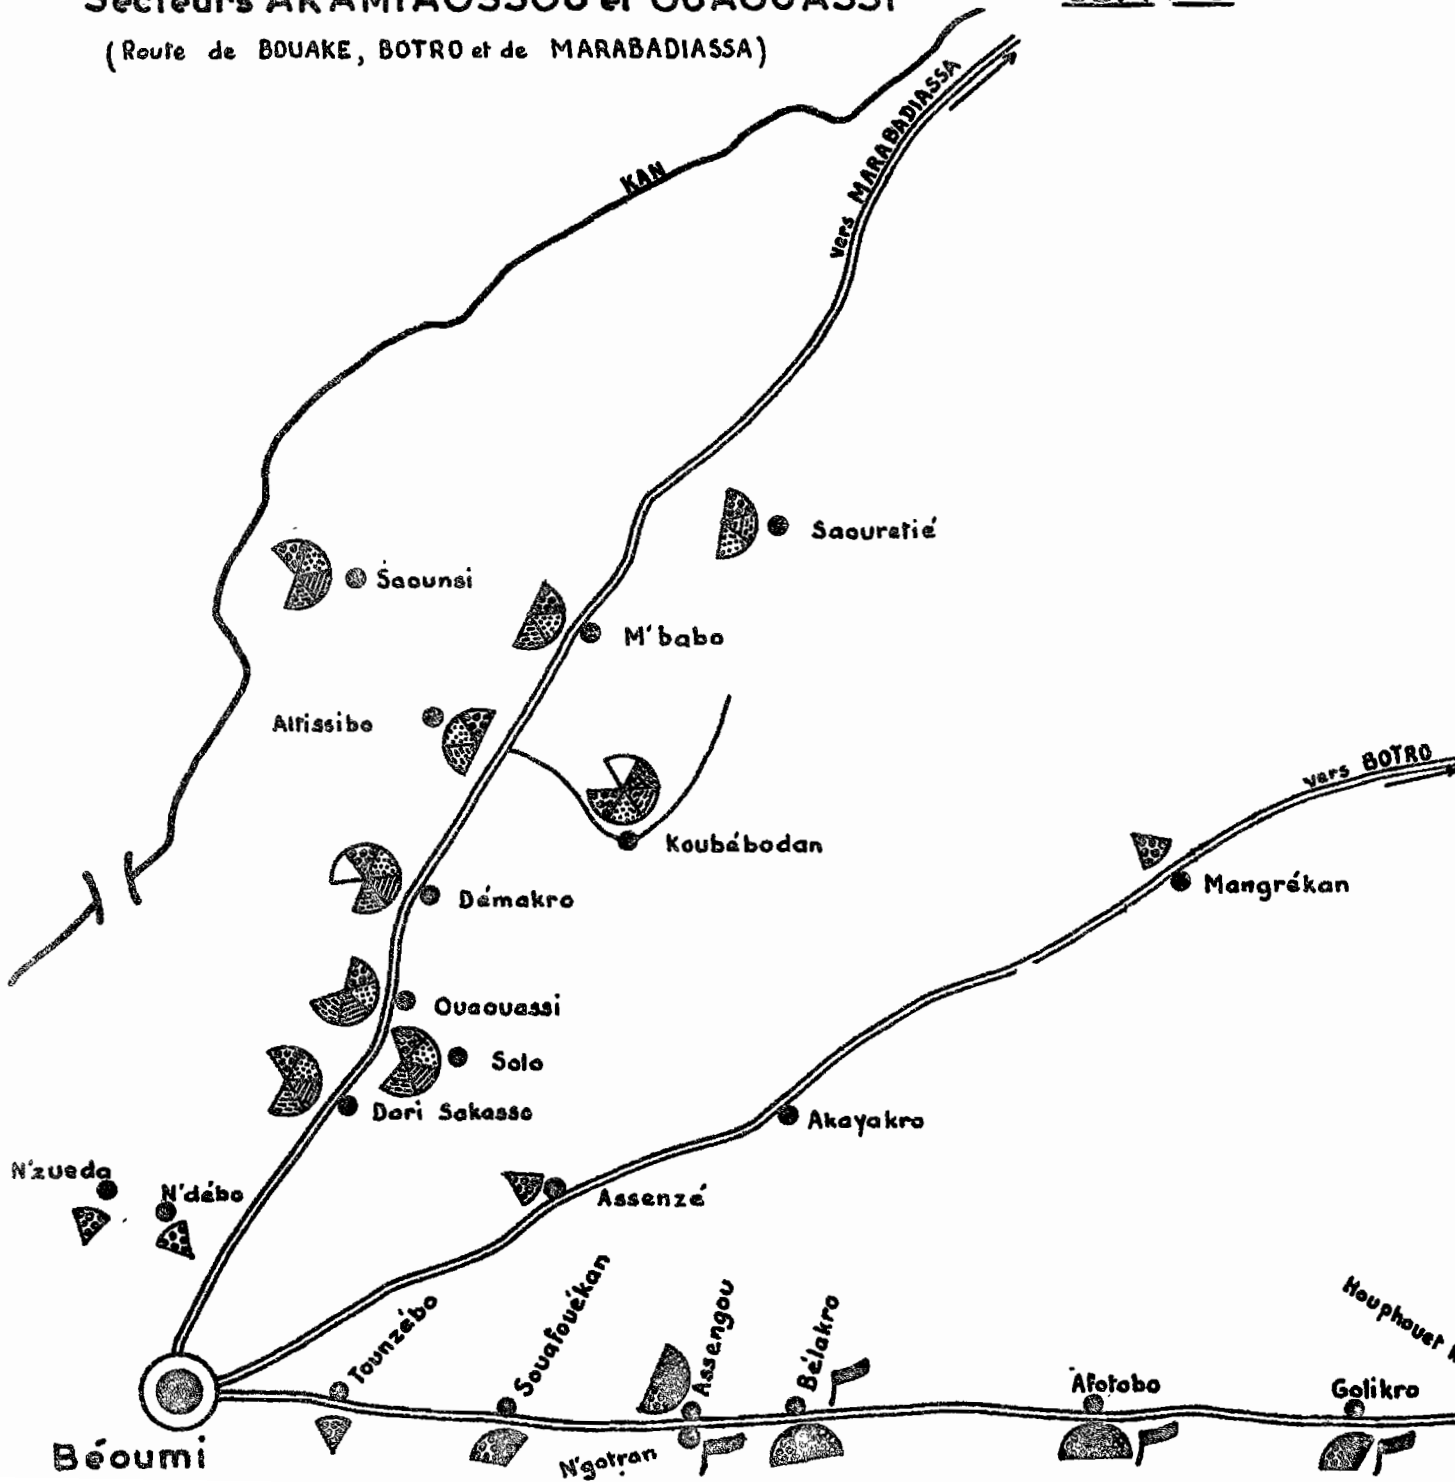 (Route de BOUAKE, BOTRO et de MARABADIASSA)
vers MARABADIASSA
KAN
Saouretié
Saounsi
M'babo
Altissibo
vers BOTRO
Koubébodan
Mangrékan
Démakro
Ouaouassi
Solo
Dori Sakasso
Akayakro
N'zueda
N'débo
Assenzé
Tounzébo
Souafouékan
Assengou
Bélakro
Houphouet
Afotobo
Golikro
Béoumi
N'gotran